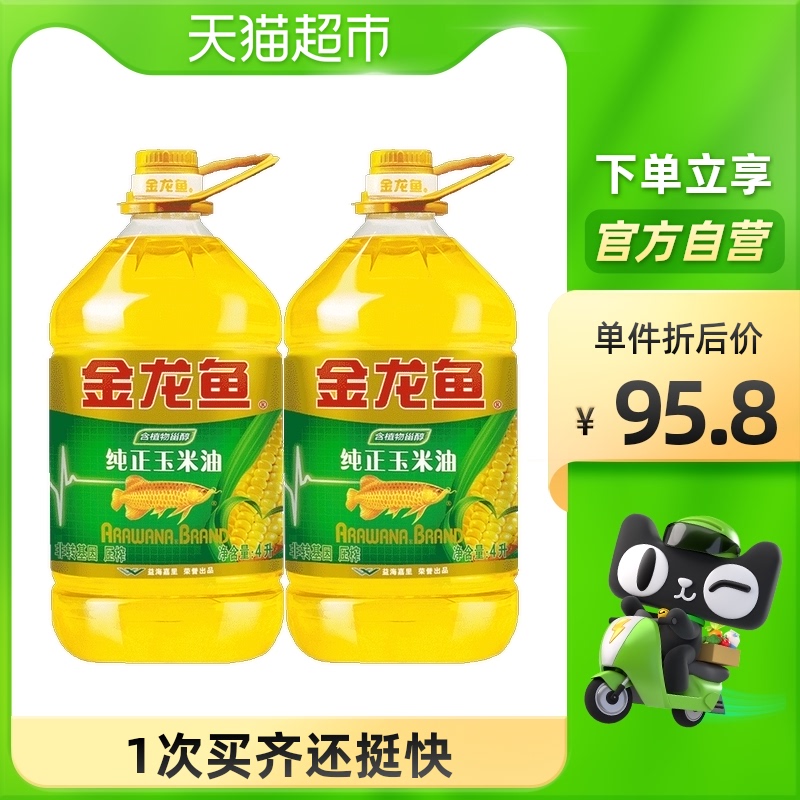 天猫超市
下单立享
官方自营
单件折后价
¥ 95.8
金龙鱼
金龙鱼
金龙鱼®
含植物甾醇
纯正玉米油
ARAWANA.BRAND
非转基因 压榨
净含量:4升
益海嘉里 荣誉出品
金龙鱼®
含植物甾醇
纯正玉米油
ARAWANA.BRAND
非转基因 压榨
净含量:4升
益海嘉里 荣誉出品
1次买齐还挺快